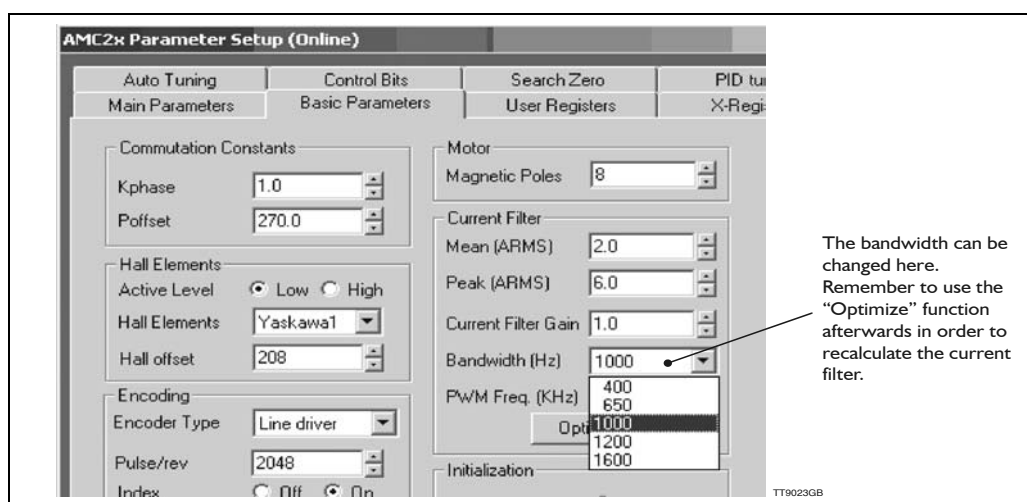 AMC2x Parameter Setup (Online)
Auto Tuning
Control Bits
Search Zero
PID tu
Main Parameters
Basic Parameters
User Registers
X-Regi
Commutation Constants
Kphase
1.0
Poffset
270.0
Hall Elements
Active Level
Low
High
Hall Elements
Yaskawa1
Hall offset
208
Encoding
Encoder Type
Line driver
Pulse/rev
2048
Index
Off
On
Motor
Magnetic Poles
8
Current Filter
Mean (ARMS)
2.0
Peak (ARMS)
6.0
Current Filter Gain
1.0
Bandwidth (Hz)
1000
PWM Freq. (KHz)
400
650
1000
1200
1600
Opti
Initialization
The bandwidth can be
changed here.
Remember to use the
“Optimize” function
afterwards in order to
recalculate the current
filter.
TT9023GB